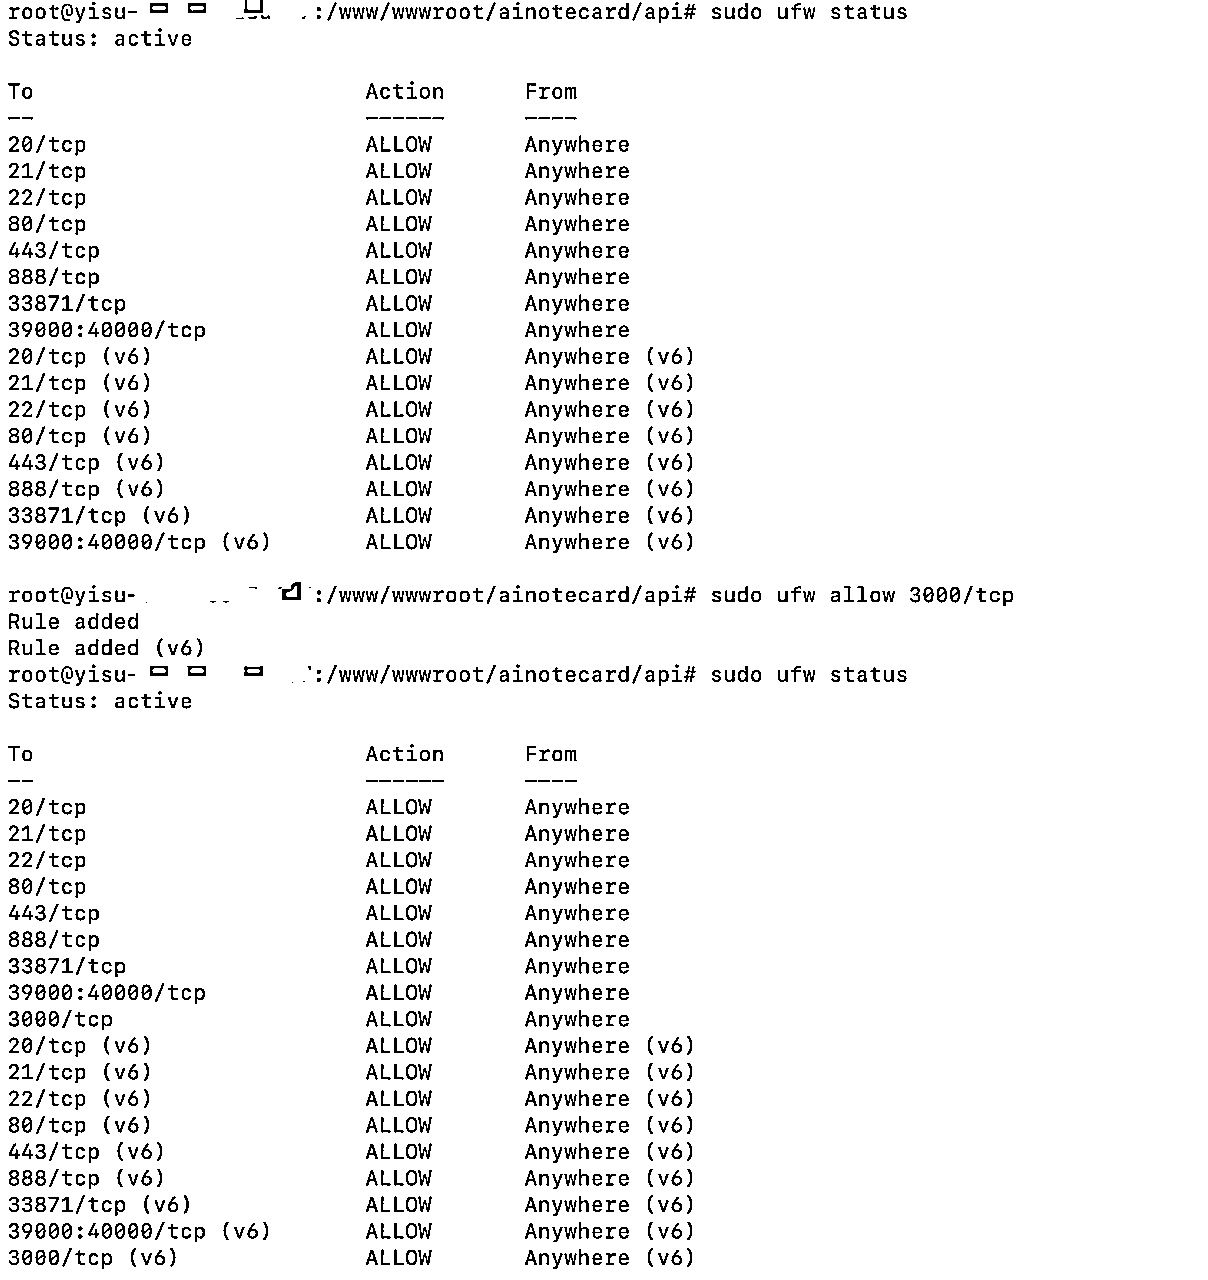 root@yisu- :/www/wwwroot/ainotecard/api# sudo ufw status
Status: active
To Action From
-- ------ ----
20/tcp ALLOW Anywhere
21/tcp ALLOW Anywhere
22/tcp ALLOW Anywhere
80/tcp ALLOW Anywhere
443/tcp ALLOW Anywhere
888/tcp ALLOW Anywhere
33871/tcp ALLOW Anywhere
39000:40000/tcp ALLOW Anywhere
20/tcp (v6) ALLOW Anywhere (v6)
21/tcp (v6) ALLOW Anywhere (v6)
22/tcp (v6) ALLOW Anywhere (v6)
80/tcp (v6) ALLOW Anywhere (v6)
443/tcp (v6) ALLOW Anywhere (v6)
888/tcp (v6) ALLOW Anywhere (v6)
33871/tcp (v6) ALLOW Anywhere (v6)
39000:40000/tcp (v6) ALLOW Anywhere (v6)
root@yisu- :/www/wwwroot/ainotecard/api# sudo ufw allow 3000/tcp
Rule added
Rule added (v6)
root@yisu- :/www/wwwroot/ainotecard/api# sudo ufw status
Status: active
To Action From
-- ------ ----
20/tcp ALLOW Anywhere
21/tcp ALLOW Anywhere
22/tcp ALLOW Anywhere
80/tcp ALLOW Anywhere
443/tcp ALLOW Anywhere
888/tcp ALLOW Anywhere
33871/tcp ALLOW Anywhere
39000:40000/tcp ALLOW Anywhere
3000/tcp ALLOW Anywhere
20/tcp (v6) ALLOW Anywhere (v6)
21/tcp (v6) ALLOW Anywhere (v6)
22/tcp (v6) ALLOW Anywhere (v6)
80/tcp (v6) ALLOW Anywhere (v6)
443/tcp (v6) ALLOW Anywhere (v6)
888/tcp (v6) ALLOW Anywhere (v6)
33871/tcp (v6) ALLOW Anywhere (v6)
39000:40000/tcp (v6) ALLOW Anywhere (v6)
3000/tcp (v6) ALLOW Anywhere (v6)